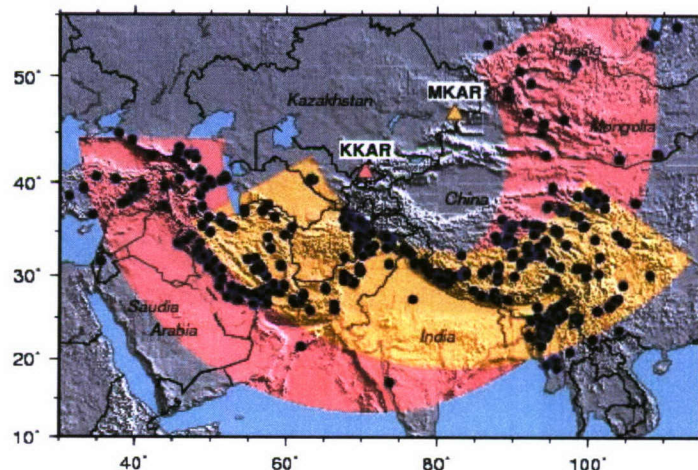 50°
40°
30°
20°
10°
40°
60°
80°
100°
Russia
Kazakhstan
MKAR
Mongolia
KKAR
China
Saudia
Arabia
India